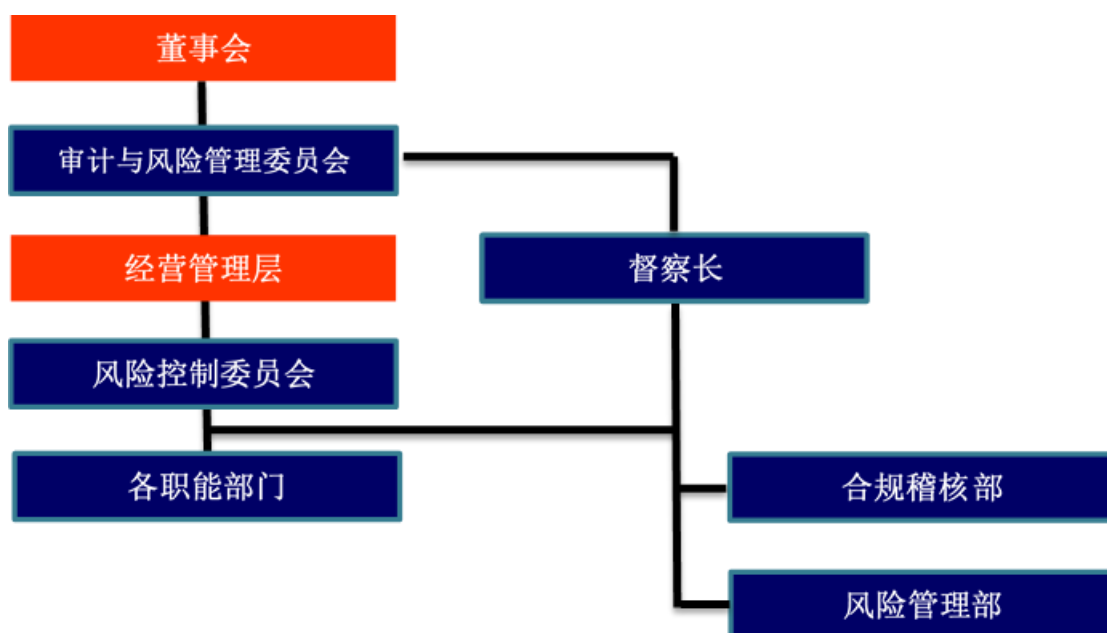 董事会
审计与风险管理委员会
经营管理层
督察长
风险控制委员会
各职能部门
合规稽核部
风险管理部